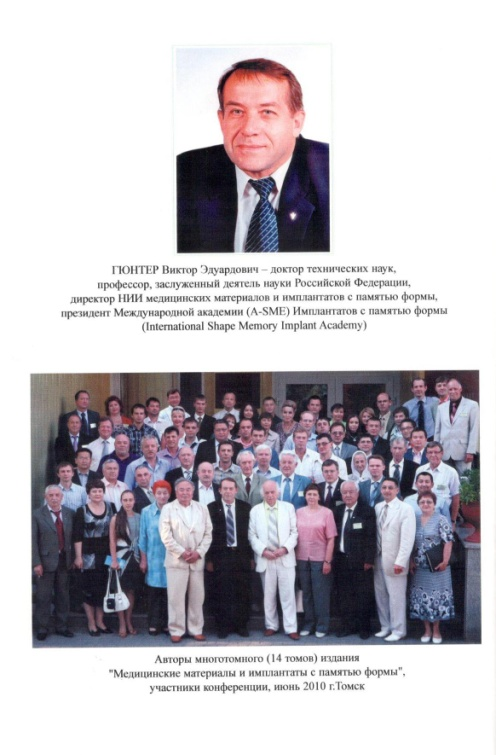 ГЮНТЕР Виктор Эдуардович – доктор технических наук,
профессор, заслуженный деятель науки Российской Федерации,
директор НИИ медицинских материалов и имплантатов с памятью формы,
президент Международной академии (A-SME) Имплантатов с памятью формы
(International Shape Memory Implant Academy)
Авторы многотомного (14 томов) издания
"Медицинские материалы и имплантаты с памятью формы",
участники конференции, июнь 2010 г.Томск